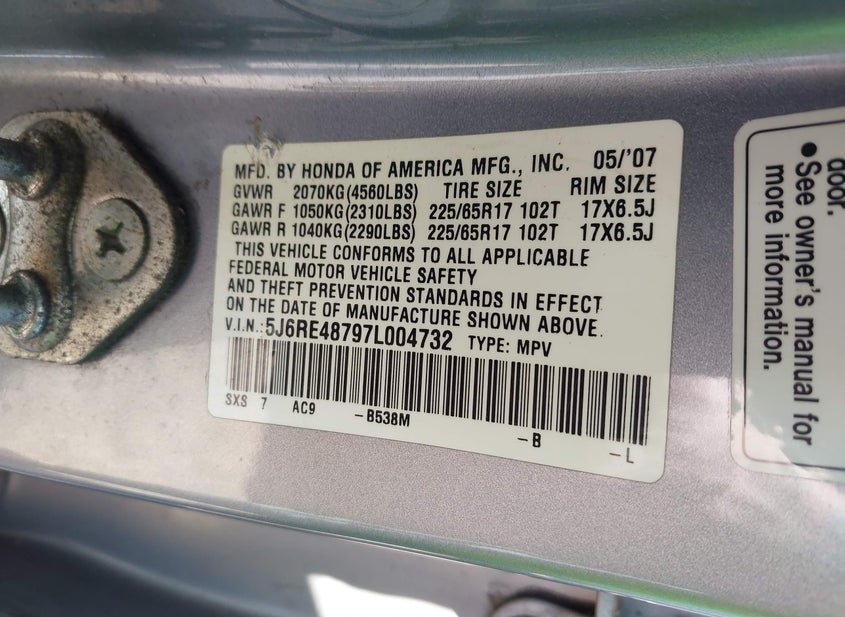 MFD. BY HONDA OF AMERICA MFG., INC. 05/'07
GVWR 2070KG(4560LBS) TIRE SIZE RIM SIZE
GAWR F 1050KG(2310LBS) 225/65R17 102T 17X6.5J
GAWR R 1040KG(2290LBS) 225/65R17 102T 17X6.5J
THIS VEHICLE CONFORMS TO ALL APPLICABLE
FEDERAL MOTOR VEHICLE SAFETY
AND THEFT PREVENTION STANDARDS IN EFFECT
ON THE DATE OF MANUFACTURE SHOWN ABOVE.
V.I.N.:5J6RE48797L004732 TYPE: MPV
SXS 7 AC9 -B538M -B -L
door.
● See owner's manual for
more information.